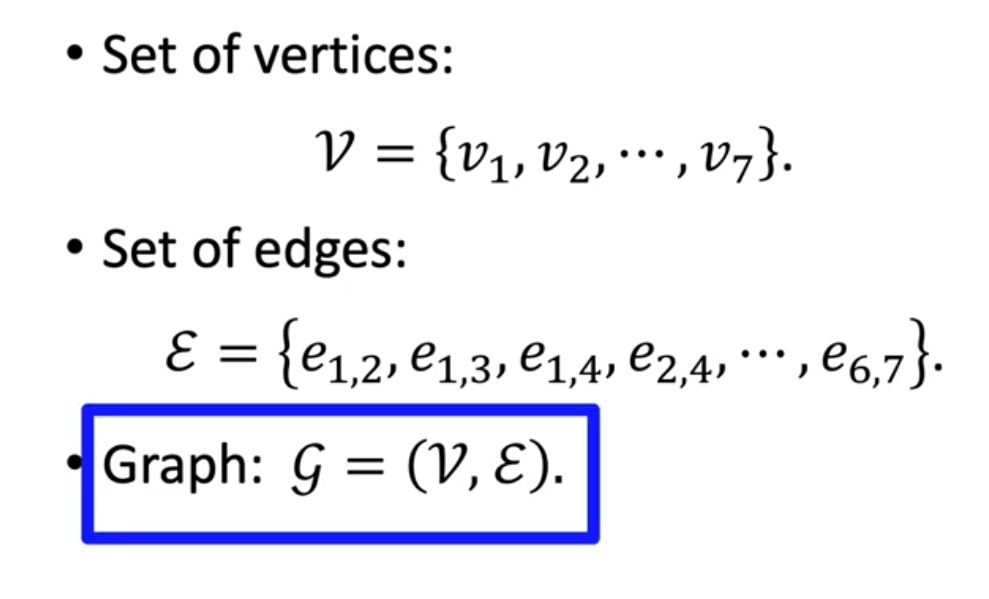 • Set of vertices:
𝒱 = {v₁, v₂, ⋯, v₇}.
• Set of edges:
ℰ = {e₁,₂, e₁,₃, e₁,₄, e₂,₄, ⋯, e₆,₇}.
• Graph: 𝒢 = (𝒱, ℰ).